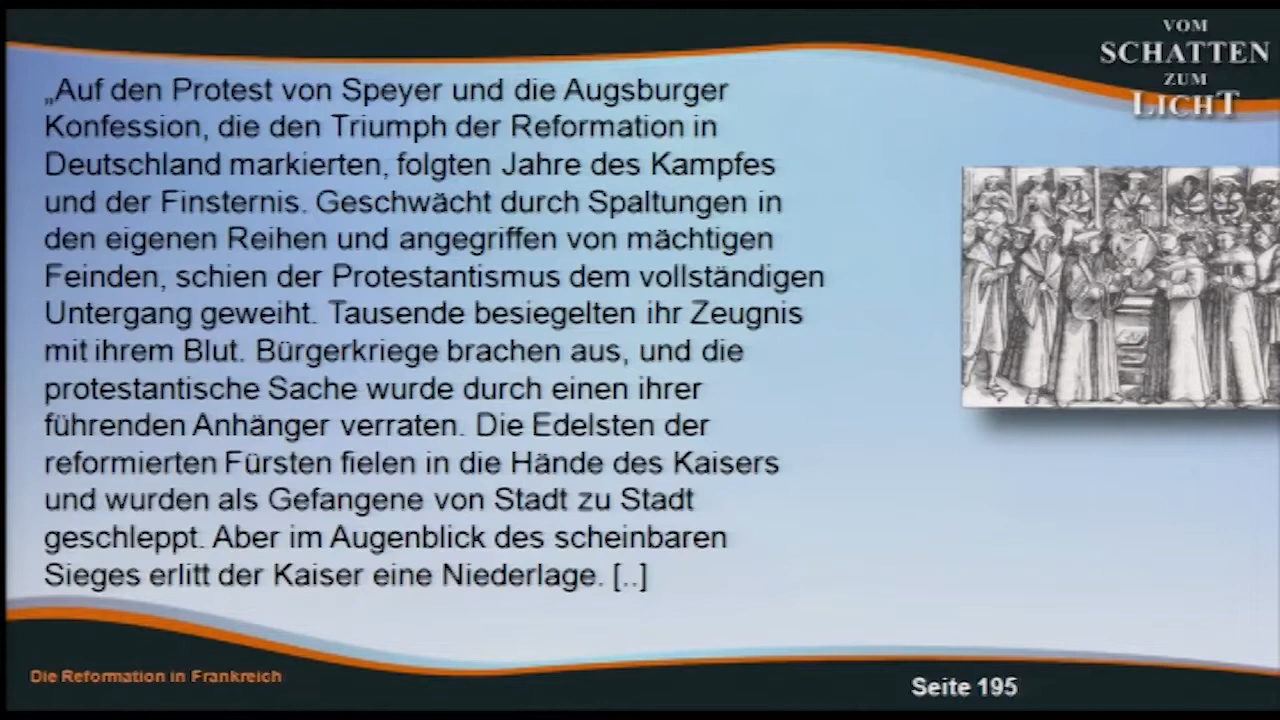 VOM
SCHATTEN
ZUM
LICHT
„Auf den Protest von Speyer und die Augsburger
Konfession, die den Triumph der Reformation in
Deutschland markierten, folgten Jahre des Kampfes
und der Finsternis. Geschwächt durch Spaltungen in
den eigenen Reihen und angegriffen von mächtigen
Feinden, schien der Protestantismus dem vollständigen
Untergang geweiht. Tausende besiegelten ihr Zeugnis
mit ihrem Blut. Bürgerkriege brachen aus, und die
protestantische Sache wurde durch einen ihrer
führenden Anhänger verraten. Die Edelsten der
reformierten Fürsten fielen in die Hände des Kaisers
und wurden als Gefangene von Stadt zu Stadt
geschleppt. Aber im Augenblick des scheinbaren
Sieges erlitt der Kaiser eine Niederlage. [..]
Die Reformation in Frankreich
Seite 195